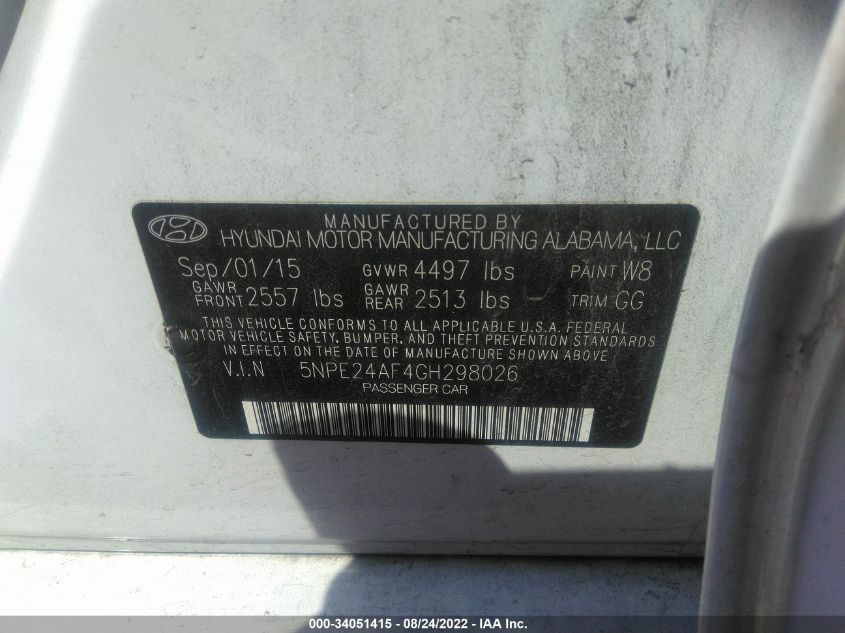 MANUFACTURED BY
HYUNDAI MOTOR MANUFACTURING ALABAMA, LLC
Sep/01/15 GVWR 4497 lbs PAINT W8
GAWR FRONT 2557 lbs GAWR REAR 2513 lbs TRIM GG
THIS VEHICLE CONFORMS TO ALL APPLICABLE U.S.A. FEDERAL
MOTOR VEHICLE SAFETY, BUMPER, AND THEFT PREVENTION STANDARDS
IN EFFECT ON THE DATE OF MANUFACTURE SHOWN ABOVE
V.I.N 5NPE24AF4GH298026
PASSENGER CAR
000-34051415 - 08/24/2022 - IAA Inc.